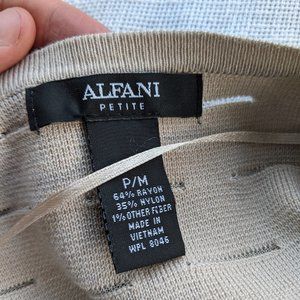 ALFANI
PETITE
P/M
64% RAYON
35% NYLON
1% OTHER FIBER
MADE IN
VIETNAM
WPL 8046